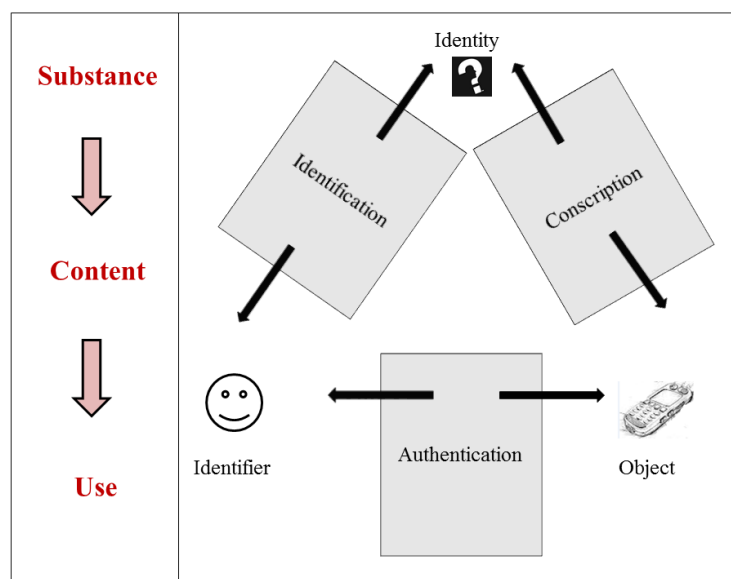 Substance
Content
Use
Identity
?
Identification
Conscription
Authentication
Identifier
Object